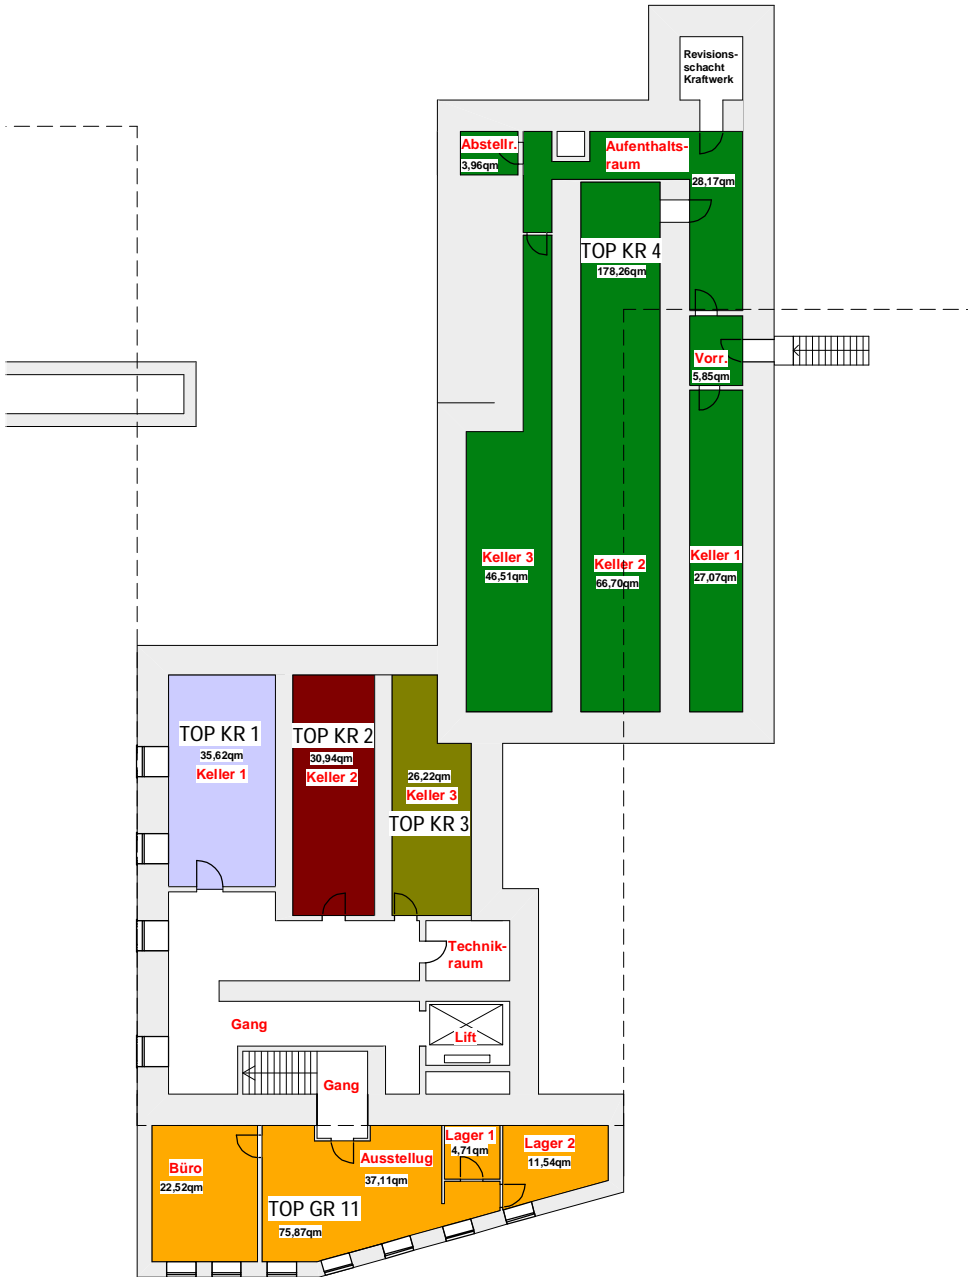 Revisions-
schacht
Kraftwerk
Abstellr.
3,96qm
Aufenthalts-
raum
28,17qm
TOP KR 4
178,26qm
Vorr.
5,85qm
Keller 3
46,51qm
Keller 2
66,70qm
Keller 1
27,07qm
TOP KR 1
35,62qm
Keller 1
TOP KR 2
30,94qm
Keller 2
26,22qm
Keller 3
TOP KR 3
Technik-
raum
Gang
Lift
Gang
Büro
22,52qm
Ausstellug
37,11qm
Lager 1
4,71qm
Lager 2
11,54qm
TOP GR 11
75,87qm